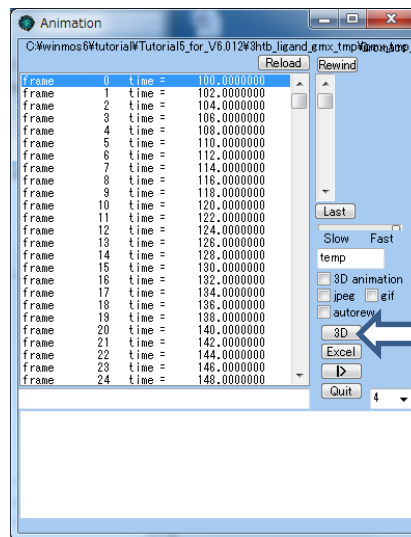 Animation
C:¥winmos6¥tutorial¥Tutorial5_for_V6.012¥3htb_ligand_gmx_tmp
Reload Rewind
frame 0 time = 100.0000000
frame 1 time = 102.0000000
frame 2 time = 104.0000000
frame 3 time = 106.0000000
frame 4 time = 108.0000000
frame 5 time = 110.0000000
frame 6 time = 112.0000000
frame 7 time = 114.0000000
frame 8 time = 116.0000000
frame 9 time = 118.0000000
frame 10 time = 120.0000000
frame 11 time = 122.0000000
frame 12 time = 124.0000000
frame 13 time = 126.0000000
frame 14 time = 128.0000000
frame 15 time = 130.0000000
frame 16 time = 132.0000000
frame 17 time = 134.0000000
frame 18 time = 136.0000000
frame 19 time = 138.0000000
frame 20 time = 140.0000000
frame 21 time = 142.0000000
frame 22 time = 144.0000000
frame 23 time = 146.0000000
frame 24 time = 148.0000000
Last
Slow Fast
temp
3D animation
jpeg gif
autorew
3D
Excel
Quit 4